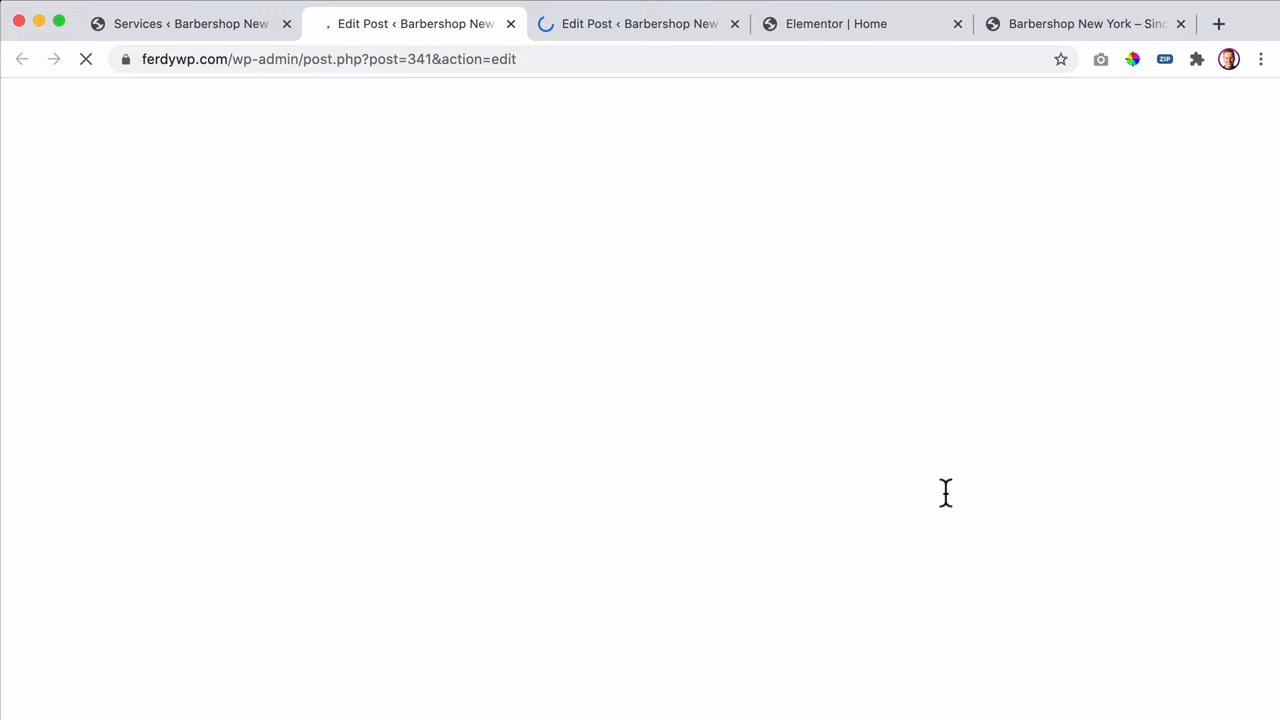 Services ‹ Barbershop New
Edit Post ‹ Barbershop New
Edit Post ‹ Barbershop New
Elementor | Home
Barbershop New York – Sinc
ferdywp.com/wp-admin/post.php?post=341&action=edit
ZIP